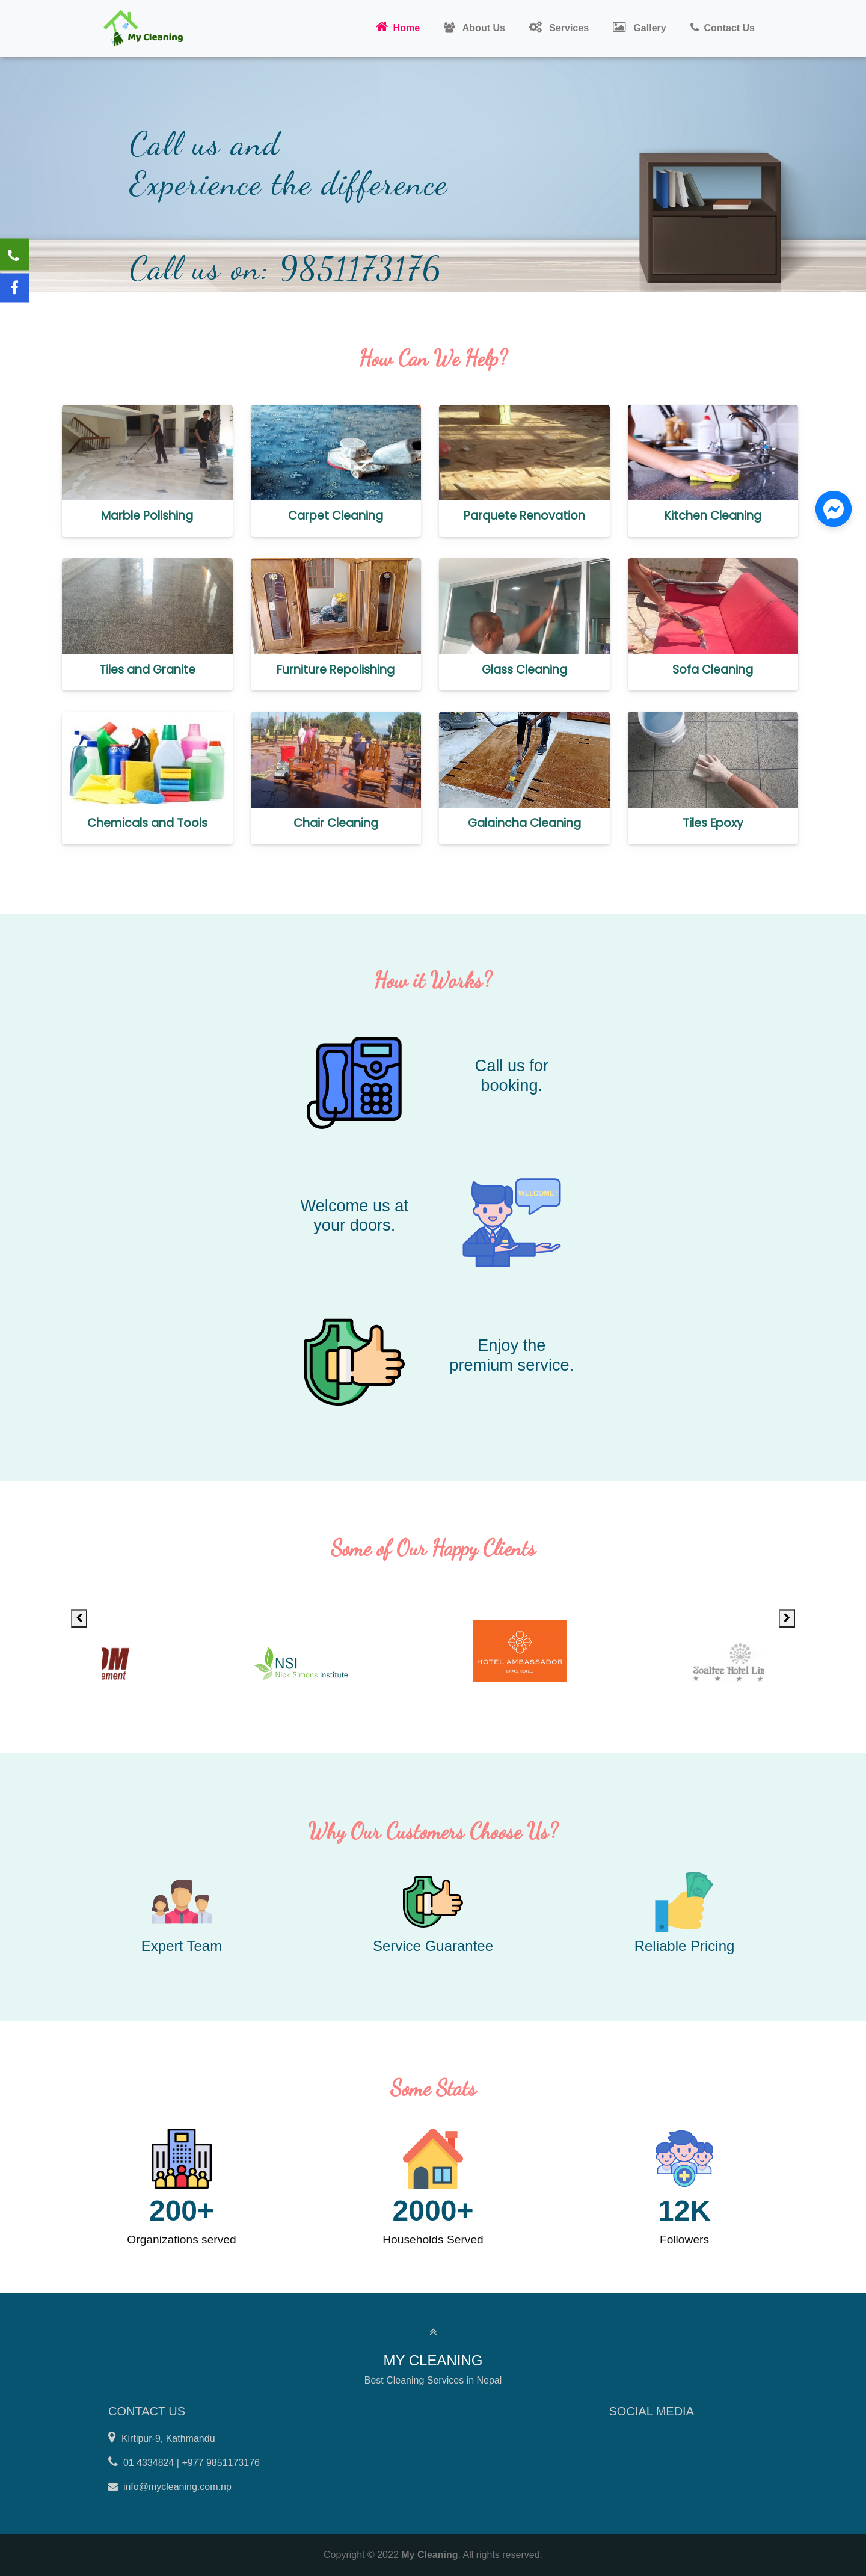 My Cleaning
Home
About Us
Services
Gallery
Contact Us
Call us and
Experience the difference
Call us on: 9851173176
How Can We Help?
Marble Polishing
Carpet Cleaning
Parquete Renovation
Kitchen Cleaning
Tiles and Granite
Furniture Repolishing
Glass Cleaning
Sofa Cleaning
Chemicals and Tools
Chair Cleaning
Galaincha Cleaning
Tiles Epoxy
How it Works?
Call us for
booking.
Welcome us at
your doors.
WELCOME !
Enjoy the
premium service.
Some of Our Happy Clients
NSI
Nick Simons Institute
HOTEL AMBASSADOR
BY ACE HOTELS
Why Our Customers Choose Us?
Expert Team
Service Guarantee
Reliable Pricing
Some Stats
200+
Organizations served
2000+
Households Served
12K
Followers
MY CLEANING
Best Cleaning Services in Nepal
CONTACT US
SOCIAL MEDIA
Kirtipur-9, Kathmandu
01 4334824 | +977 9851173176
info@mycleaning.com.np
Copyright © 2022 My Cleaning. All rights reserved.